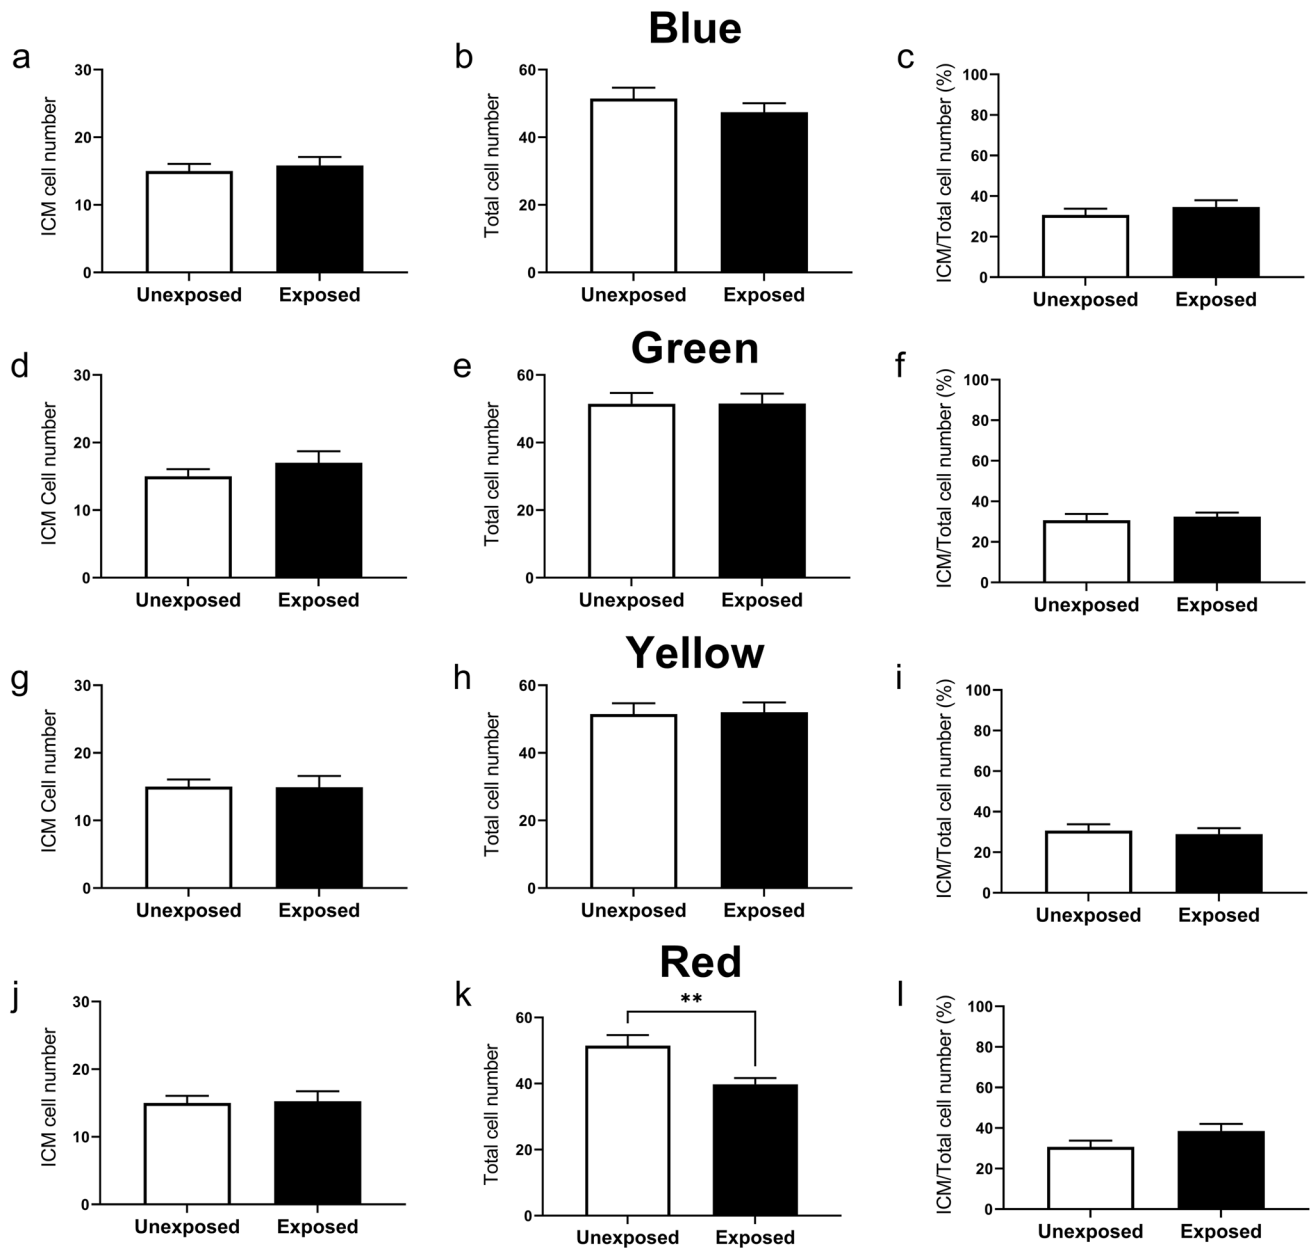 Blue
a
ICM cell number
30
20
10
0
Unexposed
Exposed
b
Total cell number
60
40
20
0
Unexposed
Exposed
c
ICM/Total cell number (%)
100
80
60
40
20
0
Unexposed
Exposed
Green
d
ICM Cell number
30
20
10
0
Unexposed
Exposed
e
Total cell number
60
40
20
0
Unexposed
Exposed
f
ICM/Total cell number (%)
100
80
60
40
20
0
Unexposed
Exposed
Yellow
g
ICM Cell number
30
20
10
0
Unexposed
Exposed
h
Total cell number
60
40
20
0
Unexposed
Exposed
i
ICM/Total cell number (%)
100
80
60
40
20
0
Unexposed
Exposed
Red
j
ICM cell number
30
20
10
0
Unexposed
Exposed
k
Total cell number
60
40
20
0
**
Unexposed
Exposed
l
ICM/Total cell number (%)
100
80
60
40
20
0
Unexposed
Exposed